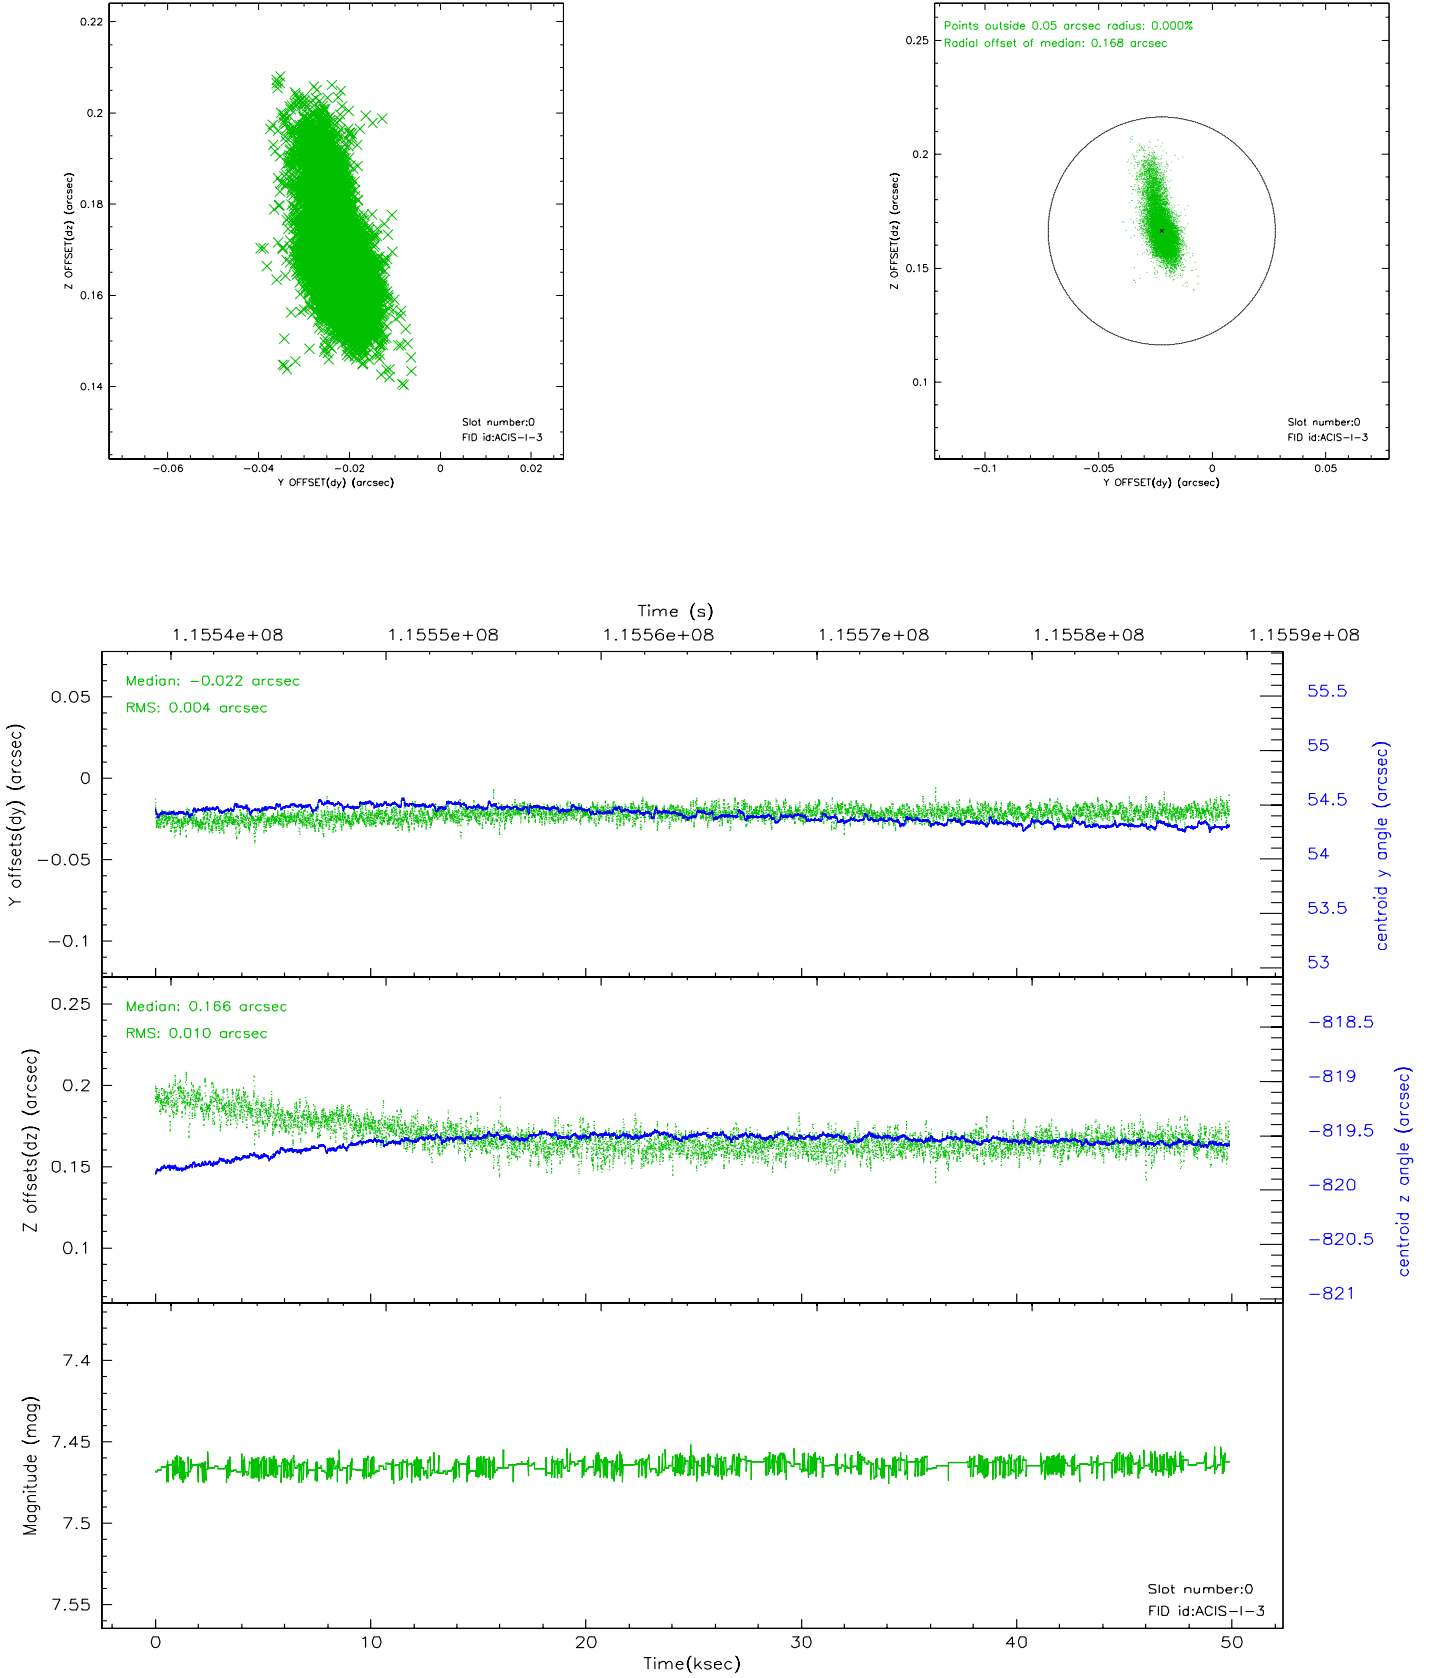 0.22
0.2
0.18
0.16
0.14
Z OFFSET(dz) (arcsec)
Slot number:0
FID id:ACIS-I-3
-0.06 -0.04 -0.02 0 0.02
Y OFFSET(dy) (arcsec)
Points outside 0.05 arcsec radius: 0.000%
Radial offset of median: 0.168 arcsec
0.25
0.2
0.15
0.1
Z OFFSET(dz) (arcsec)
Slot number:0
FID id:ACIS-I-3
-0.1 -0.05 0 0.05
Y OFFSET(dy) (arcsec)
Time (s)
1.1554e+08 1.1555e+08 1.1556e+08 1.1557e+08 1.1558e+08 1.1559e+08
Median: -0.022 arcsec
RMS: 0.004 arcsec
0.05
0
-0.05
-0.1
Y offsets(dy) (arcsec)
55.5
55
54.5
54
53.5
53
centroid y angle (arcsec)
Median: 0.166 arcsec
RMS: 0.010 arcsec
0.25
0.2
0.15
0.1
Z offsets(dz) (arcsec)
-818.5
-819
-819.5
-820
-820.5
-821
centroid z angle (arcsec)
7.4
7.45
7.5
7.55
Magnitude (mag)
Slot number:0
FID id:ACIS-I-3
0 10 20 30 40 50
Time(ksec)